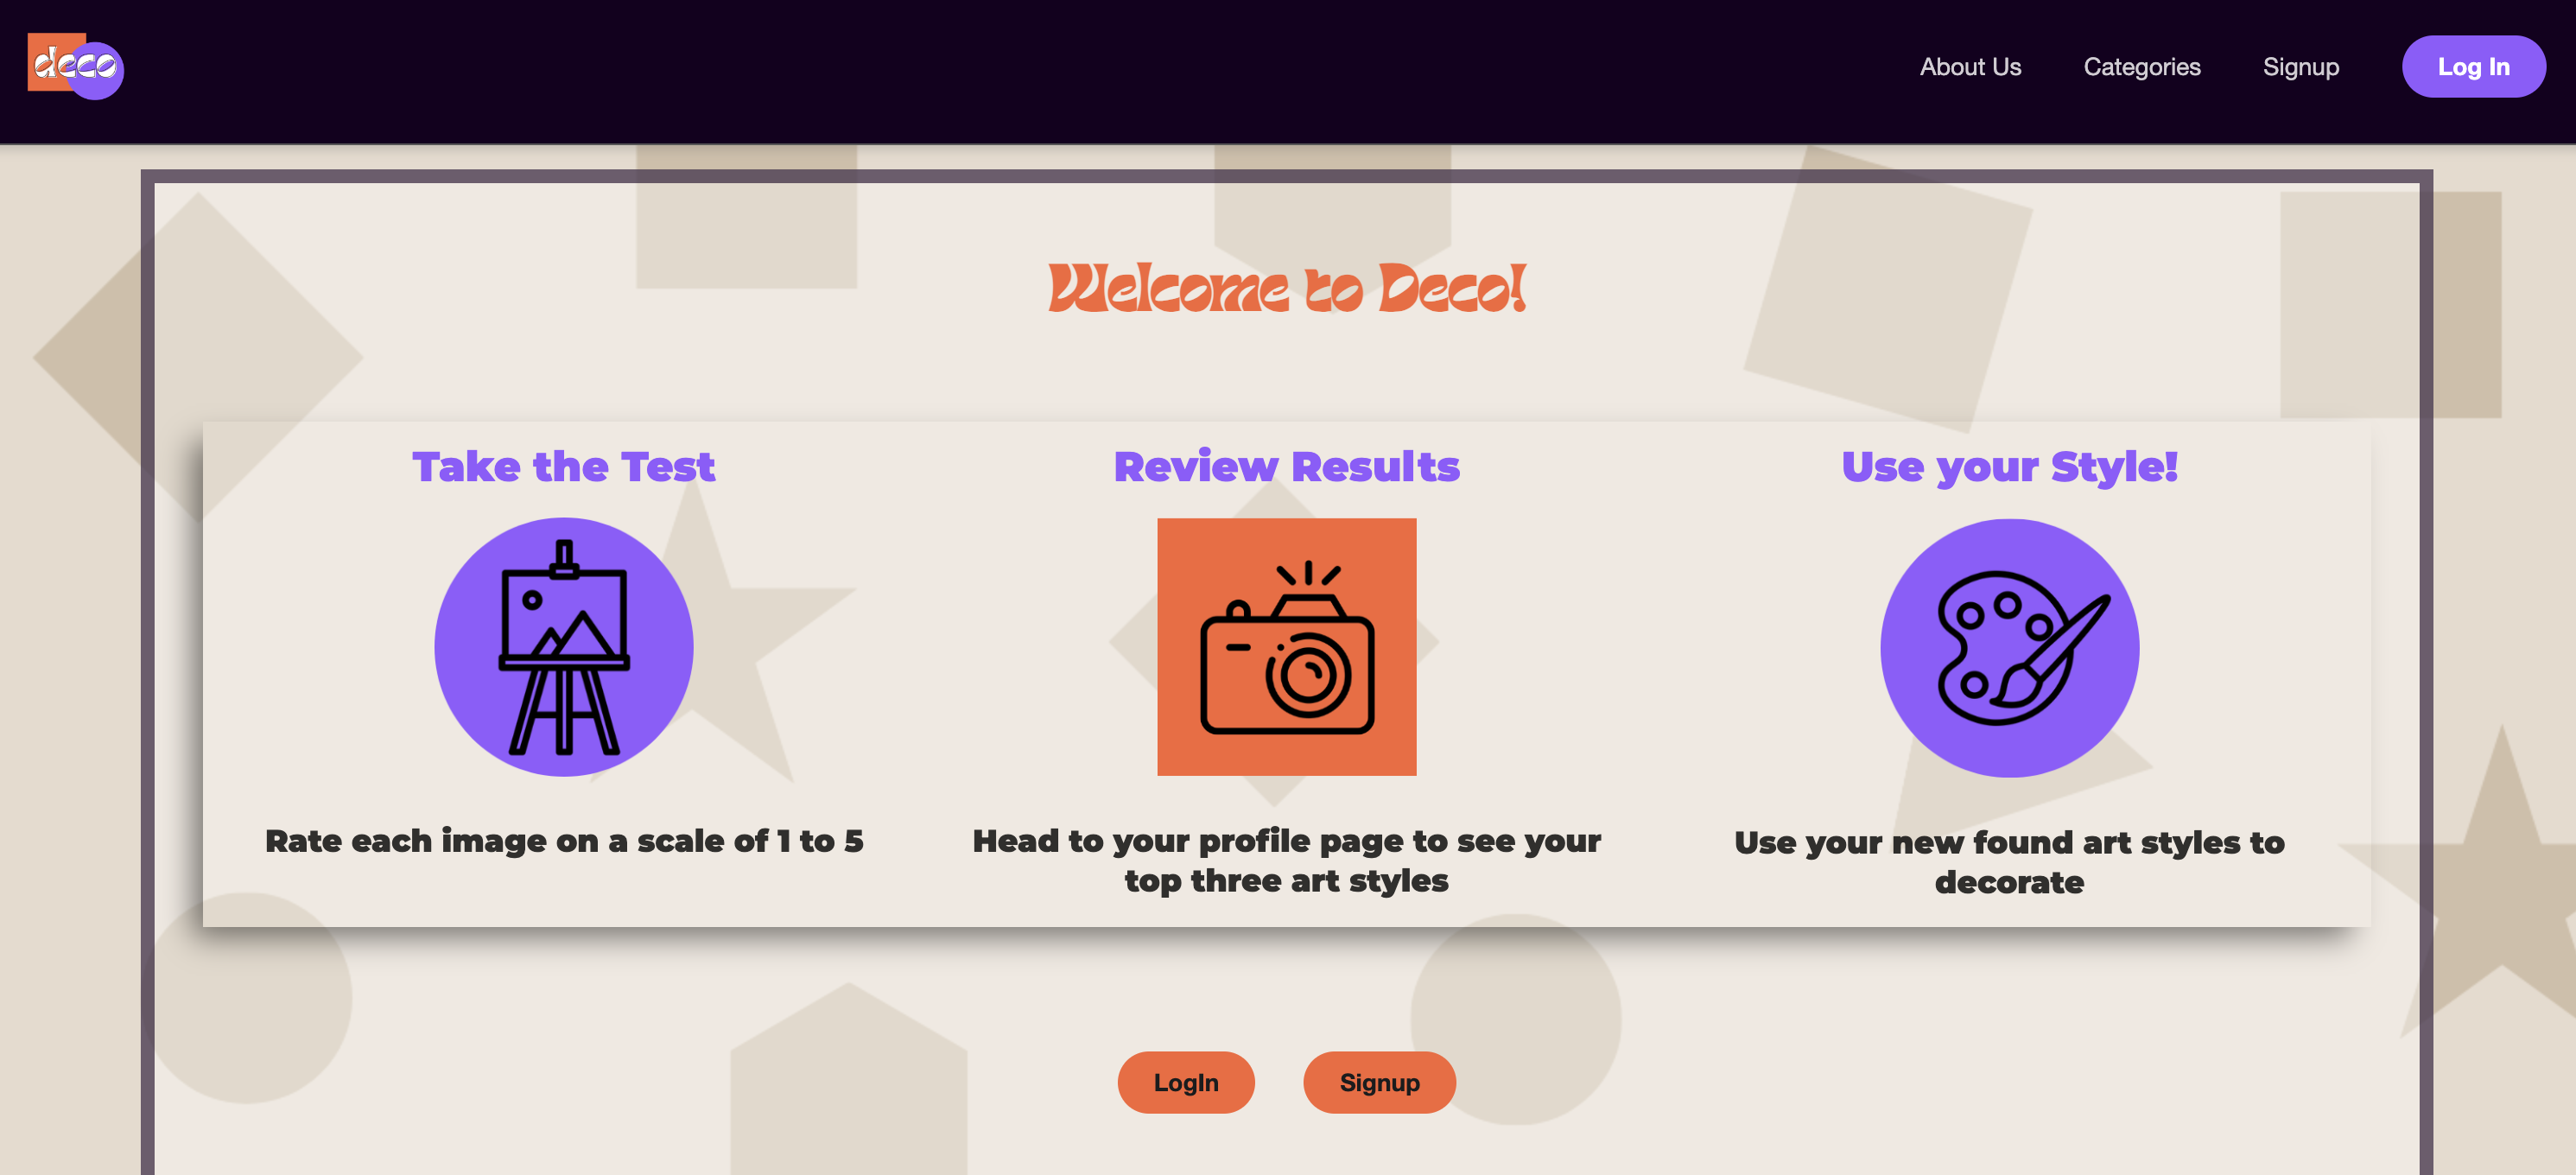 deco
About Us
Categories
Signup
Log In
Welcome to Deco!
Take the Test
Review Results
Use your Style!
Rate each image on a scale of 1 to 5
Head to your profile page to see your
top three art styles
Use your new found art styles to
decorate
LogIn
Signup